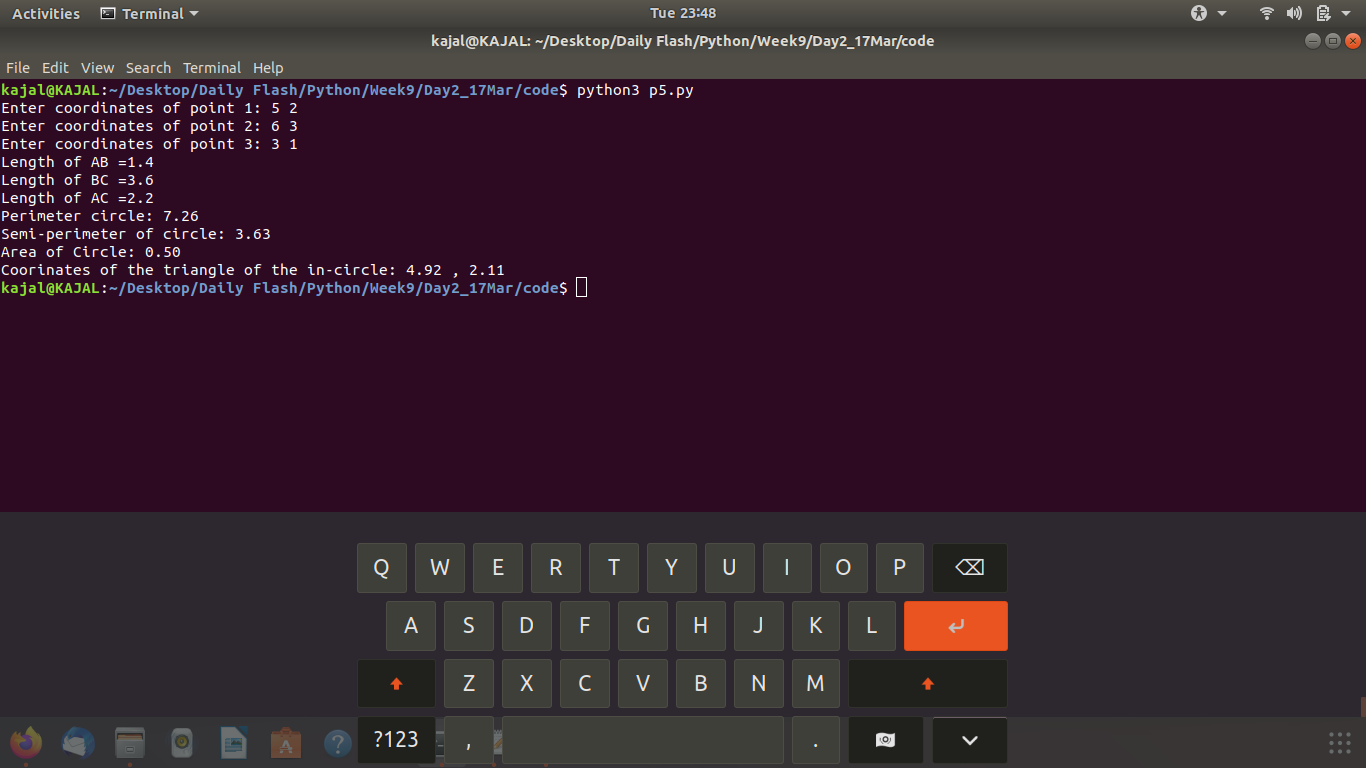 Activities Terminal Tue 23:48
kajal@KAJAL: ~/Desktop/Daily Flash/Python/Week9/Day2_17Mar/code
File Edit View Search Terminal Help
kajal@KAJAL:~/Desktop/Daily Flash/Python/Week9/Day2_17Mar/code$ python3 p5.py
Enter coordinates of point 1: 5 2
Enter coordinates of point 2: 6 3
Enter coordinates of point 3: 3 1
Length of AB =1.4
Length of BC =3.6
Length of AC =2.2
Perimeter circle: 7.26
Semi-perimeter of circle: 3.63
Area of Circle: 0.50
Coorinates of the triangle of the in-circle: 4.92 , 2.11
kajal@KAJAL:~/Desktop/Daily Flash/Python/Week9/Day2_17Mar/code$
Q W E R T Y U I O P
A S D F G H J K L
Z X C V B N M
?123 , .